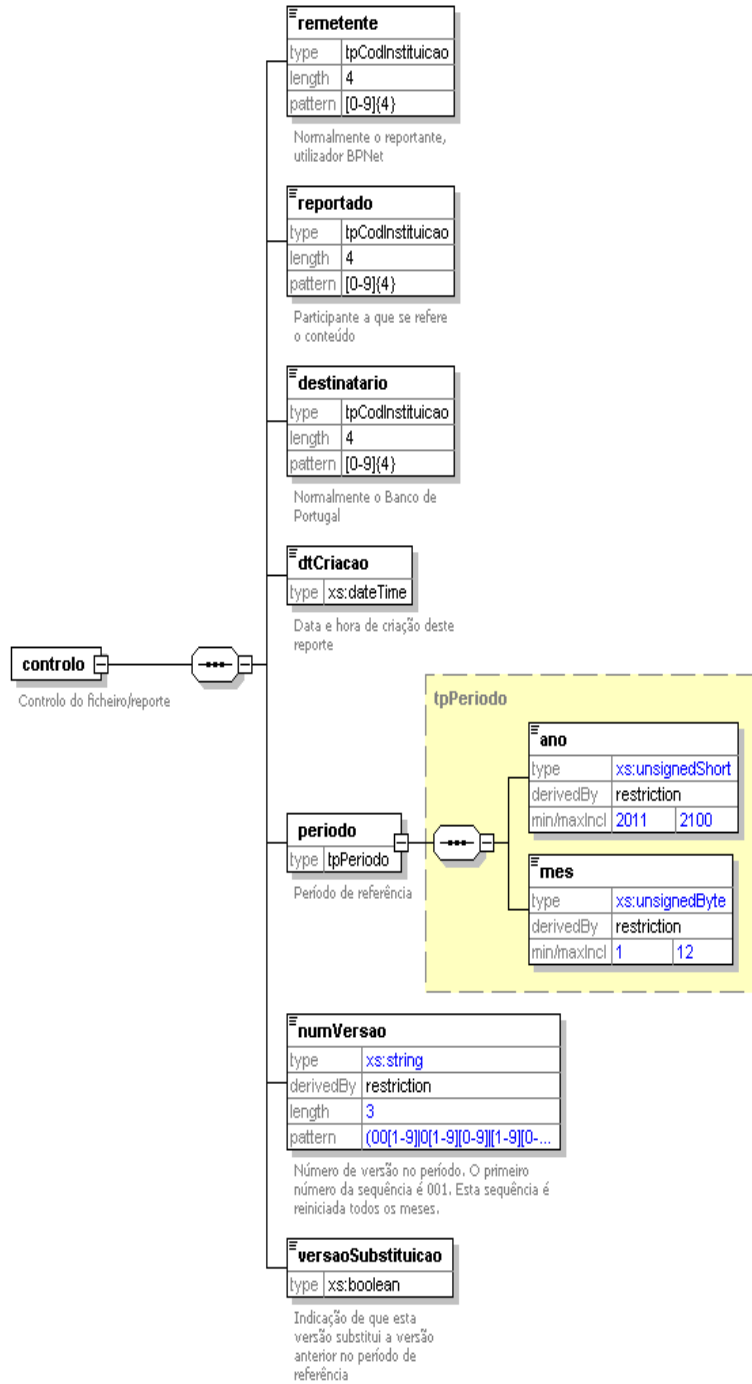 remetente
type tpCodInstituicao
length 4
pattern [0-9]{4}
Normalmente o reportante,
utilizador BPNet
reportado
type tpCodInstituicao
length 4
pattern [0-9]{4}
Participante a que se refere
o conteúdo
destinatario
type tpCodInstituicao
length 4
pattern [0-9]{4}
Normalmente o Banco de
Portugal
dtCriacao
type xs:dateTime
Data e hora de criação deste
reporte
controlo
Controlo do ficheiro/reporte
tpPeriodo
ano
type xs:unsignedShort
derivedBy restriction
min/maxIncl 2011 2100
periodo
type tpPeriodo
Período de referência
mes
type xs:unsignedByte
derivedBy restriction
min/maxIncl 1 12
numVersao
type xs:string
derivedBy restriction
length 3
pattern (00[1-9]|0[1-9][0-9]|[1-9][0-...
Número de versão no período. O primeiro
número da sequência é 001. Esta sequência é
reiniciada todos os meses.
versaoSubstituicao
type xs:boolean
Indicação de que esta
versão substitui a versão
anterior no período de
referência